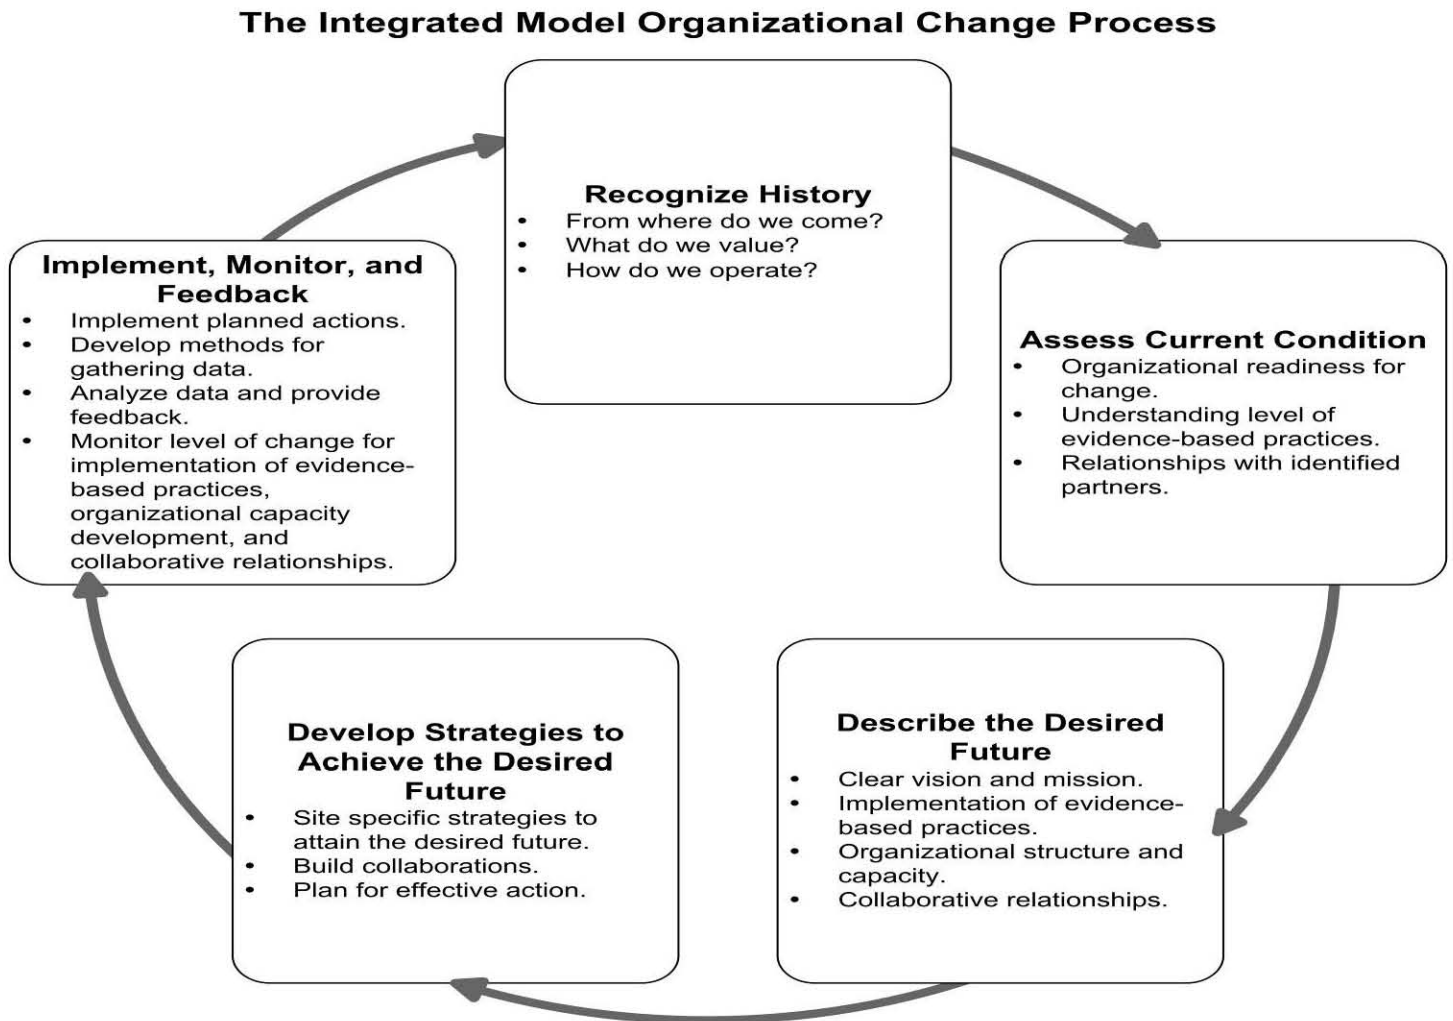 The Integrated Model Organizational Change Process
Recognize History
• From where do we come?
• What do we value?
• How do we operate?
Assess Current Condition
• Organizational readiness for
change.
• Understanding level of
evidence-based practices.
• Relationships with identified
partners.
Describe the Desired
Future
• Clear vision and mission.
• Implementation of evidence-
based practices.
• Organizational structure and
capacity.
• Collaborative relationships.
Develop Strategies to
Achieve the Desired
Future
• Site specific strategies to
attain the desired future.
• Build collaborations.
• Plan for effective action.
Implement, Monitor, and
Feedback
• Implement planned actions.
• Develop methods for
gathering data.
• Analyze data and provide
feedback.
• Monitor level of change for
implementation of evidence-
based practices,
organizational capacity
development, and
collaborative relationships.